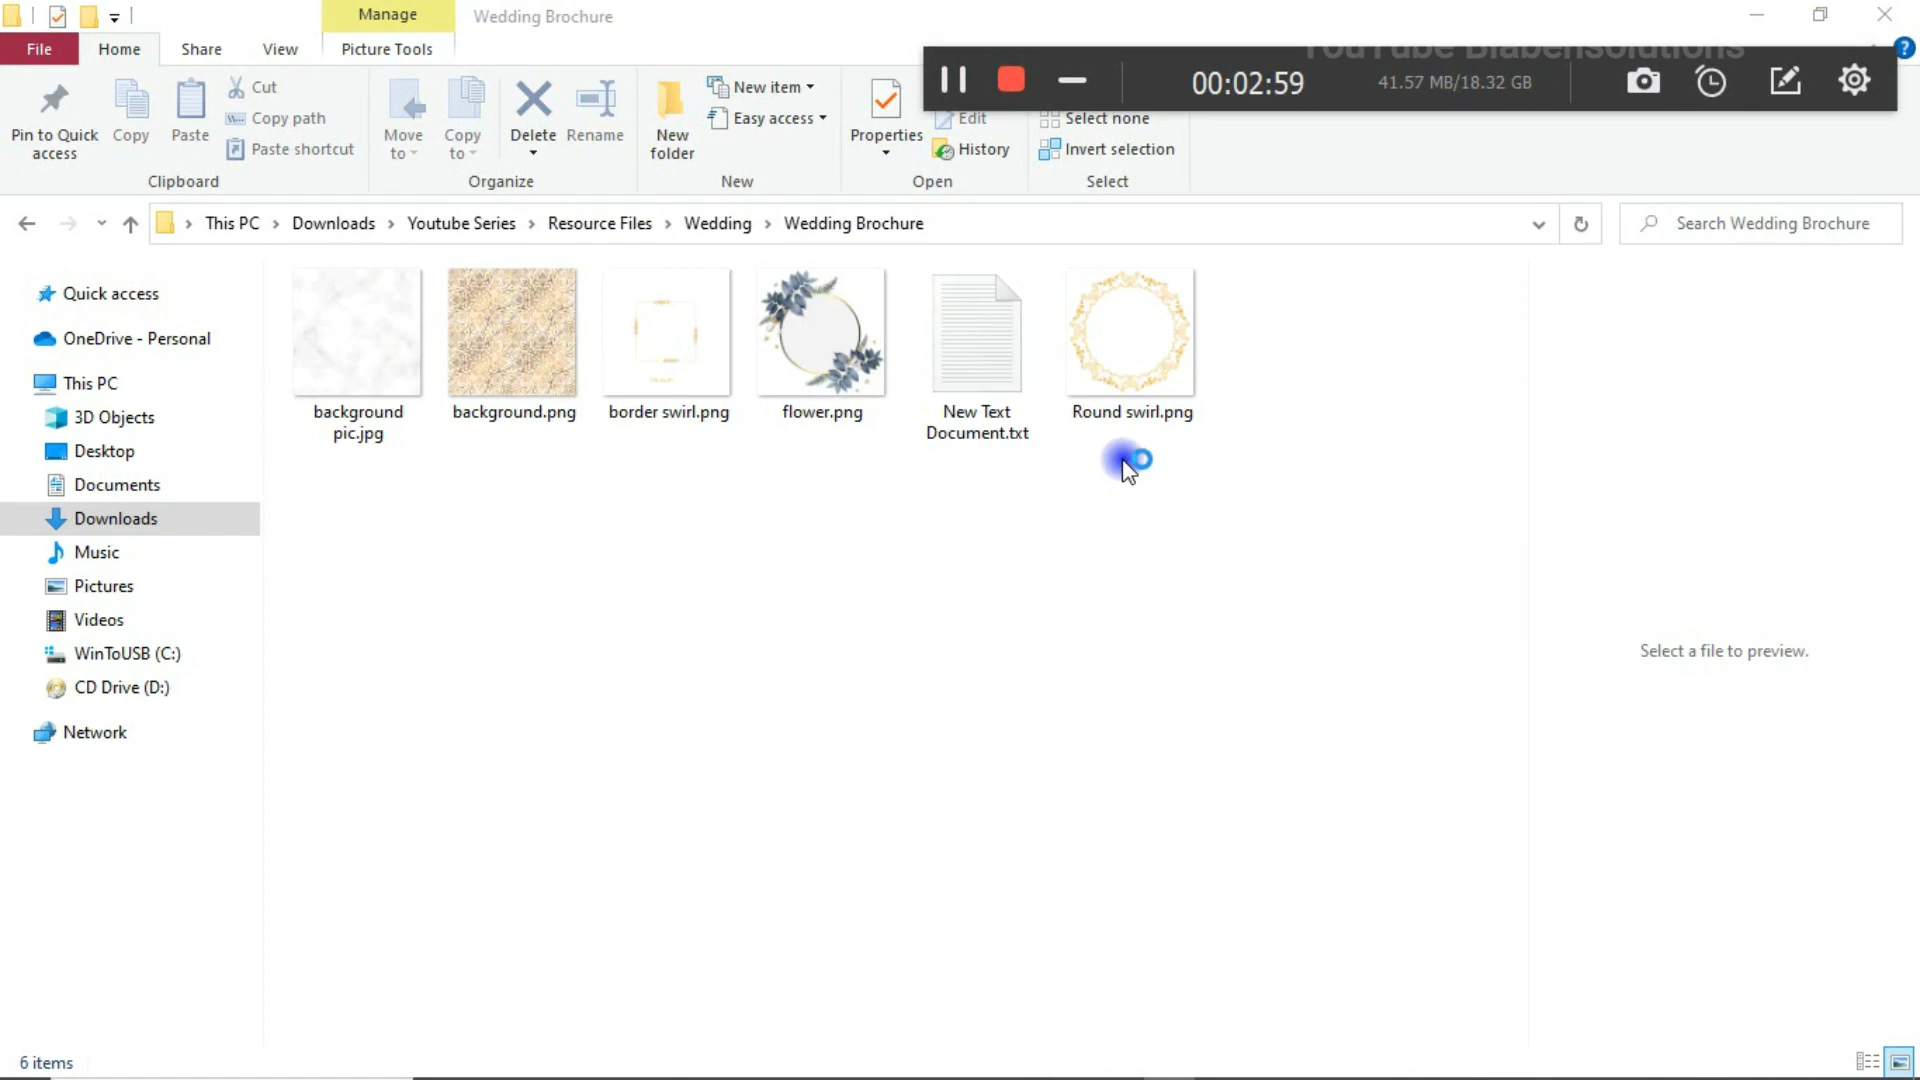 Manage
Wedding Brochure
File
Home
Share
View
Picture Tools
YouTube Blabensolutions
00:02:59
41.57 MB/18.32 GB
Pin to Quick access
Copy
Paste
Cut
Copy path
Paste shortcut
Clipboard
Move to
Copy to
Delete
Rename
Organize
New folder
New item
Easy access
New
Properties
Edit
History
Open
Select none
Invert selection
Select
This PC > Downloads > Youtube Series > Resource Files > Wedding > Wedding Brochure
Search Wedding Brochure
Quick access
OneDrive - Personal
This PC
3D Objects
Desktop
Documents
Downloads
Music
Pictures
Videos
WinToUSB (C:)
CD Drive (D:)
Network
background
pic.jpg
background.png
border swirl.png
flower.png
New Text
Document.txt
Round swirl.png
Select a file to preview.
6 items